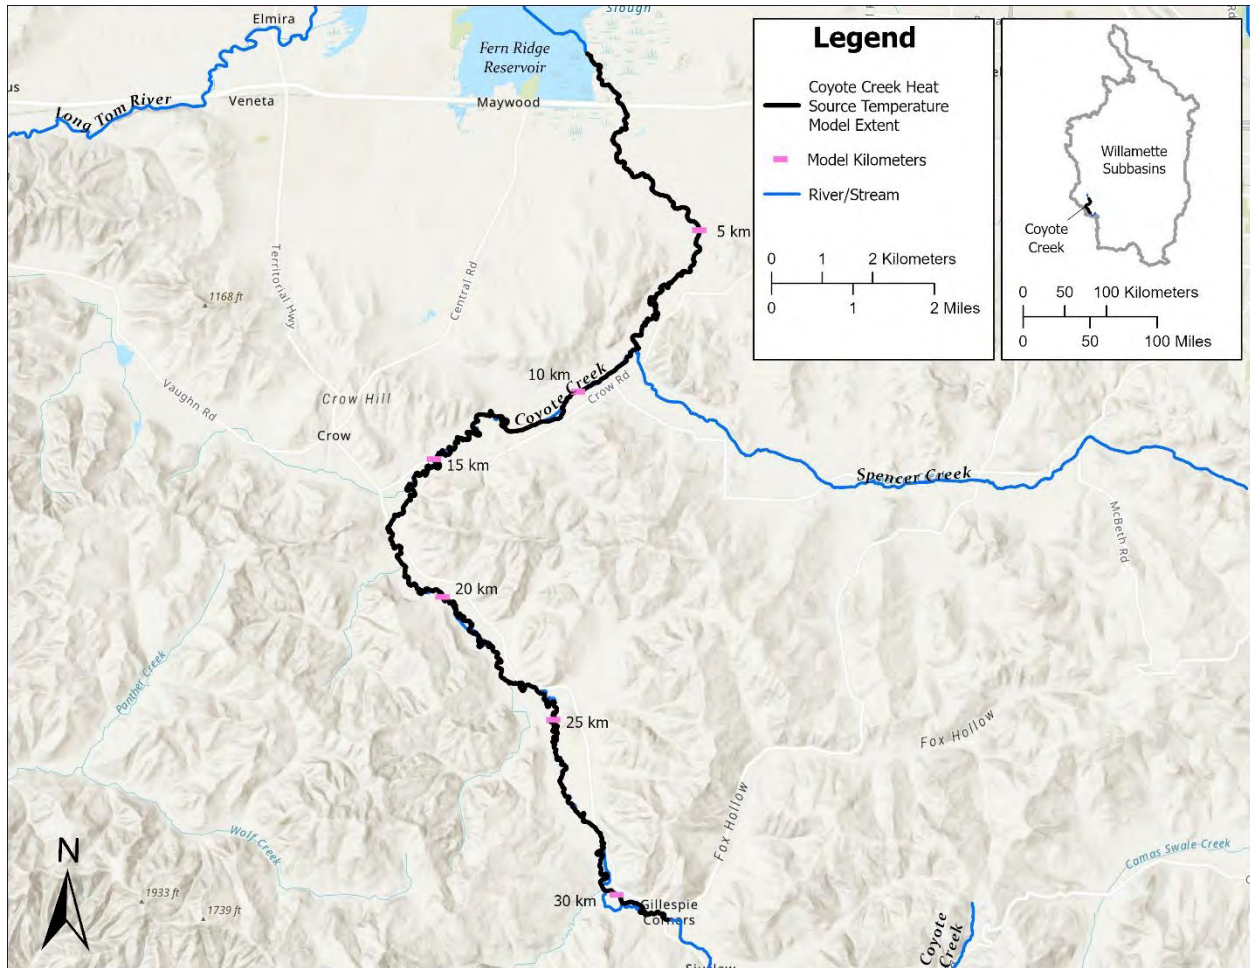 Slough
Elmira
Fern Ridge
Reservoir
us
Long Tom River
Veneta
Maywood
Legend
Coyote Creek Heat
Source Temperature
Model Extent
Model Kilometers
River/Stream
0 1 2 Kilometers
0 1 2 Miles
Willamette
Subbasins
Coyote
Creek
0 50 100 Kilometers
0 50 100 Miles
5 km
Territorial Hwy
Central Rd
1168 ft
10 km
Coyote Creek
Crow Rd
Vaughn Rd
Crow Hill
Crow
15 km
Spencer Creek
McBeth Rd
20 km
Panther Creek
25 km
Fox Hollow
Fox Hollow
Wolf Creek
Camas Swale Creek
N
1933 ft
1739 ft
30 km
Gillespie
Corners
Coyote
Creek